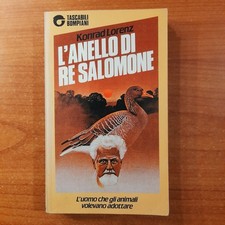 TASCABILI
BOMPIANI
Konrad Lorenz
L'ANELLO DI
RE SALOMONE
L'uomo che gli animali
volevano adottare